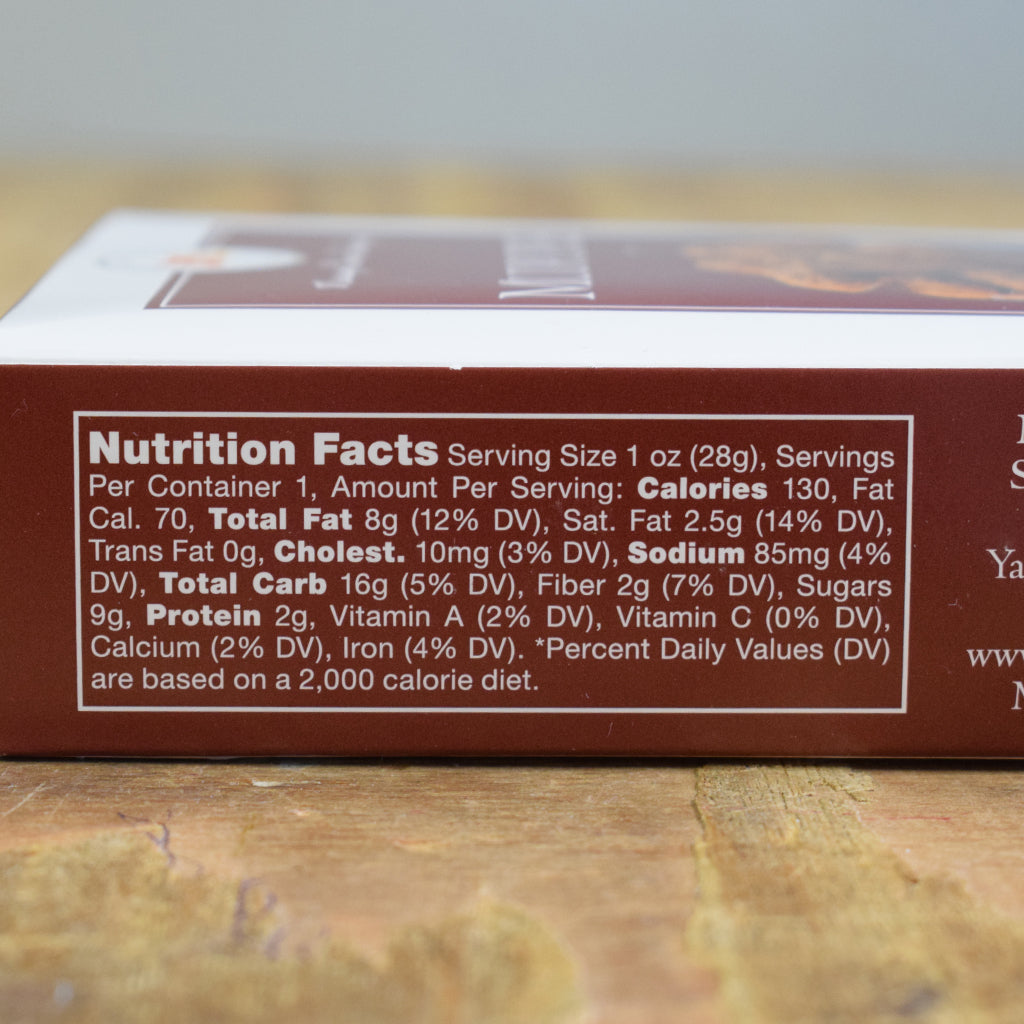 Nutrition Facts Serving Size 1 oz (28g), Servings
Per Container 1, Amount Per Serving: Calories 130, Fat
Cal. 70, Total Fat 8g (12% DV), Sat. Fat 2.5g (14% DV),
Trans Fat 0g, Cholest. 10mg (3% DV), Sodium 85mg (4%
DV), Total Carb 16g (5% DV), Fiber 2g (7% DV), Sugars
9g, Protein 2g, Vitamin A (2% DV), Vitamin C (0% DV),
Calcium (2% DV), Iron (4% DV). *Percent Daily Values (DV)
are based on a 2,000 calorie diet.